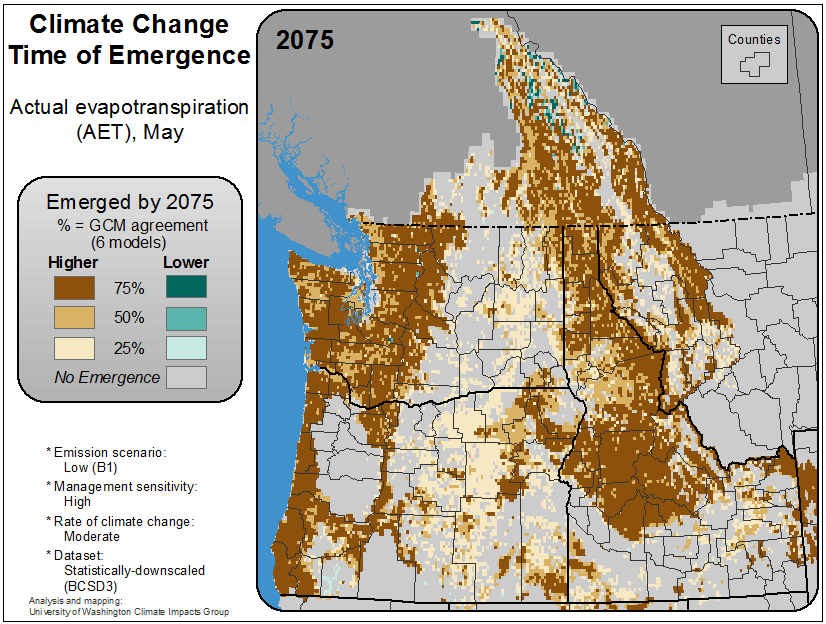 Climate Change
Time of Emergence
Actual evapotranspiration
(AET), May
Emerged by 2075
% = GCM agreement
(6 models)
Higher Lower
75%
50%
25%
No Emergence
* Emission scenario:
Low (B1)
* Management sensitivity:
High
* Rate of climate change:
Moderate
* Dataset:
Statistically-downscaled
(BCSD3)
Analysis and mapping:
University of Washington Climate Impacts Group
2075
Counties